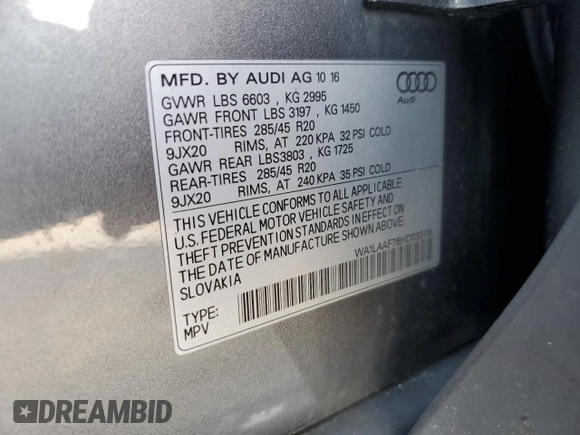 MFD. BY AUDI AG 10 16
Audi
GVWR LBS 6603 , KG 2995
GAWR FRONT LBS 3197 , KG 1450
FRONT-TIRES 285/45 R20
9JX20 RIMS, AT 220 KPA 32 PSI COLD
GAWR REAR LBS3803 , KG 1725
REAR-TIRES 285/45 R20
9JX20 RIMS, AT 240 KPA 35 PSI COLD
THIS VEHICLE CONFORMS TO ALL APPLICABLE
U.S. FEDERAL MOTOR VEHICLE SAFETY AND
THEFT PREVENTION STANDARDS IN EFFECT ON
THE DATE OF MANUFACTURE SHOWN ABOVE.
SLOVAKIA
TYPE:
MPV
DREAMBID